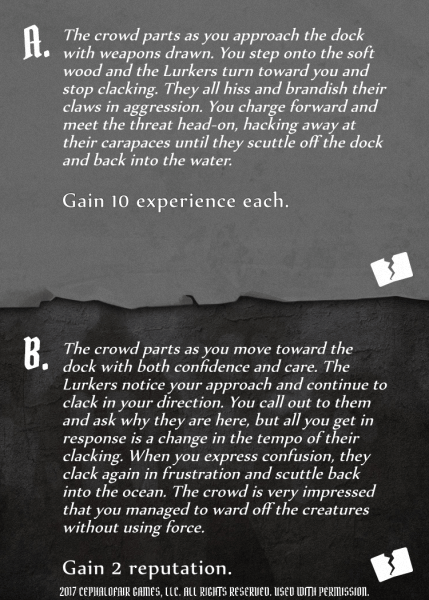 A. The crowd parts as you approach the dock
with weapons drawn. You step onto the soft
wood and the Lurkers turn toward you and
stop clacking. They all hiss and brandish their
claws in aggression. You charge forward and
meet the threat head-on, hacking away at
their carapaces until they scuttle off the dock
and back into the water.
Gain 10 experience each.
B. The crowd parts as you move toward the
dock with both confidence and care. The
Lurkers notice your approach and continue to
clack in your direction. You call out to them
and ask why they are here, but all you get in
response is a change in the tempo of their
clacking. When you express confusion, they
clack again in frustration and scuttle back
into the ocean. The crowd is very impressed
that you managed to ward off the creatures
without using force.
Gain 2 reputation.
2017 CEPHALOFAIR GAMES, LLC. ALL RIGHTS RESERVED. USED WITH PERMISSION.